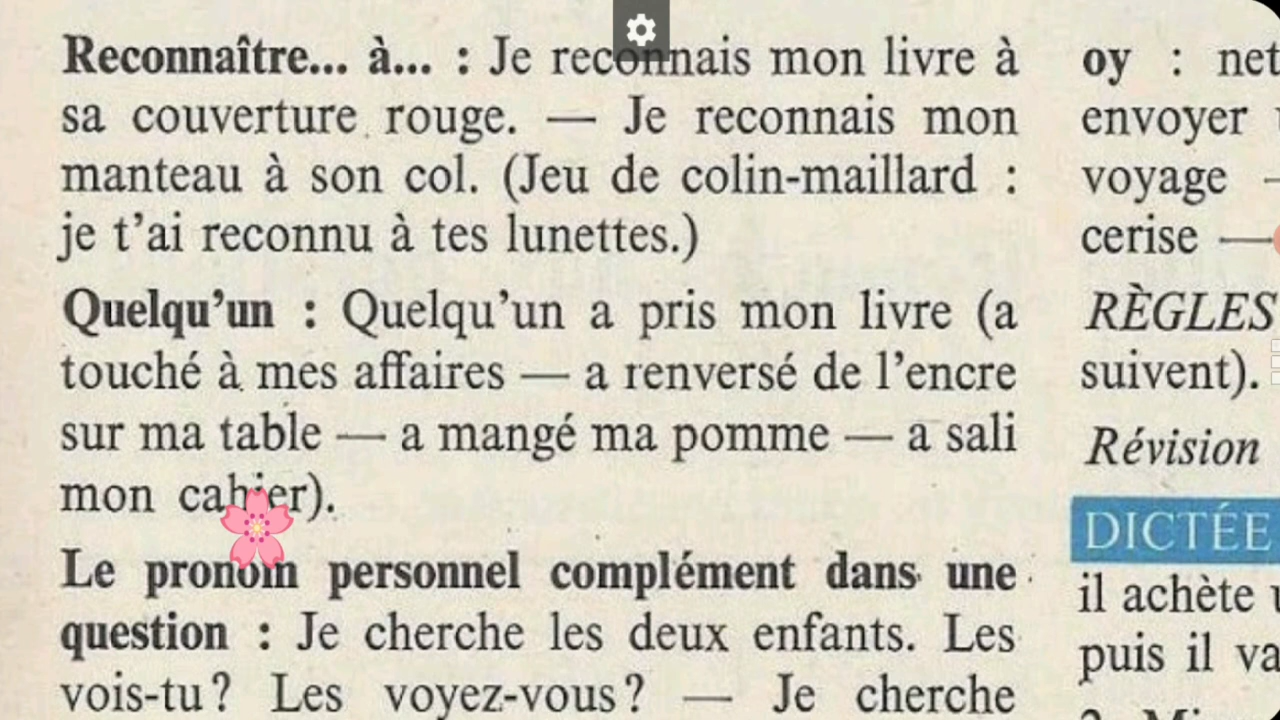 Reconnaître... à... : Je reconnais mon livre à
sa couverture rouge. — Je reconnais mon
manteau à son col. (Jeu de colin-maillard :
je t'ai reconnu à tes lunettes.)
Quelqu'un : Quelqu'un a pris mon livre (a
touché à mes affaires — a renversé de l'encre
sur ma table — a mangé ma pomme — a sali
mon cahier).
Le pronom personnel complément dans une
question : Je cherche les deux enfants. Les
vois-tu? Les voyez-vous? — Je cherche
oy : net
envoyer
voyage —
cerise —
RÈGLES
suivent).
Révision
DICTÉE
il achète
puis il va